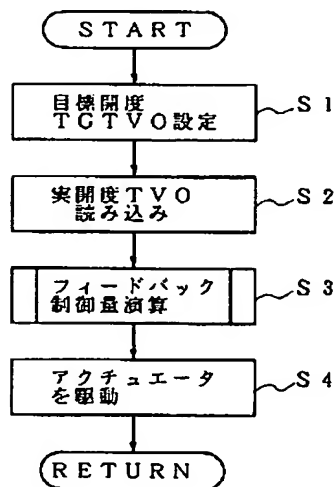 START
目標開度
TGTVO設定
S1
実開度TVO
読み込み
S2
フィードバック
制御量演算
S3
アクチュエータ
を駆動
S4
RETURN